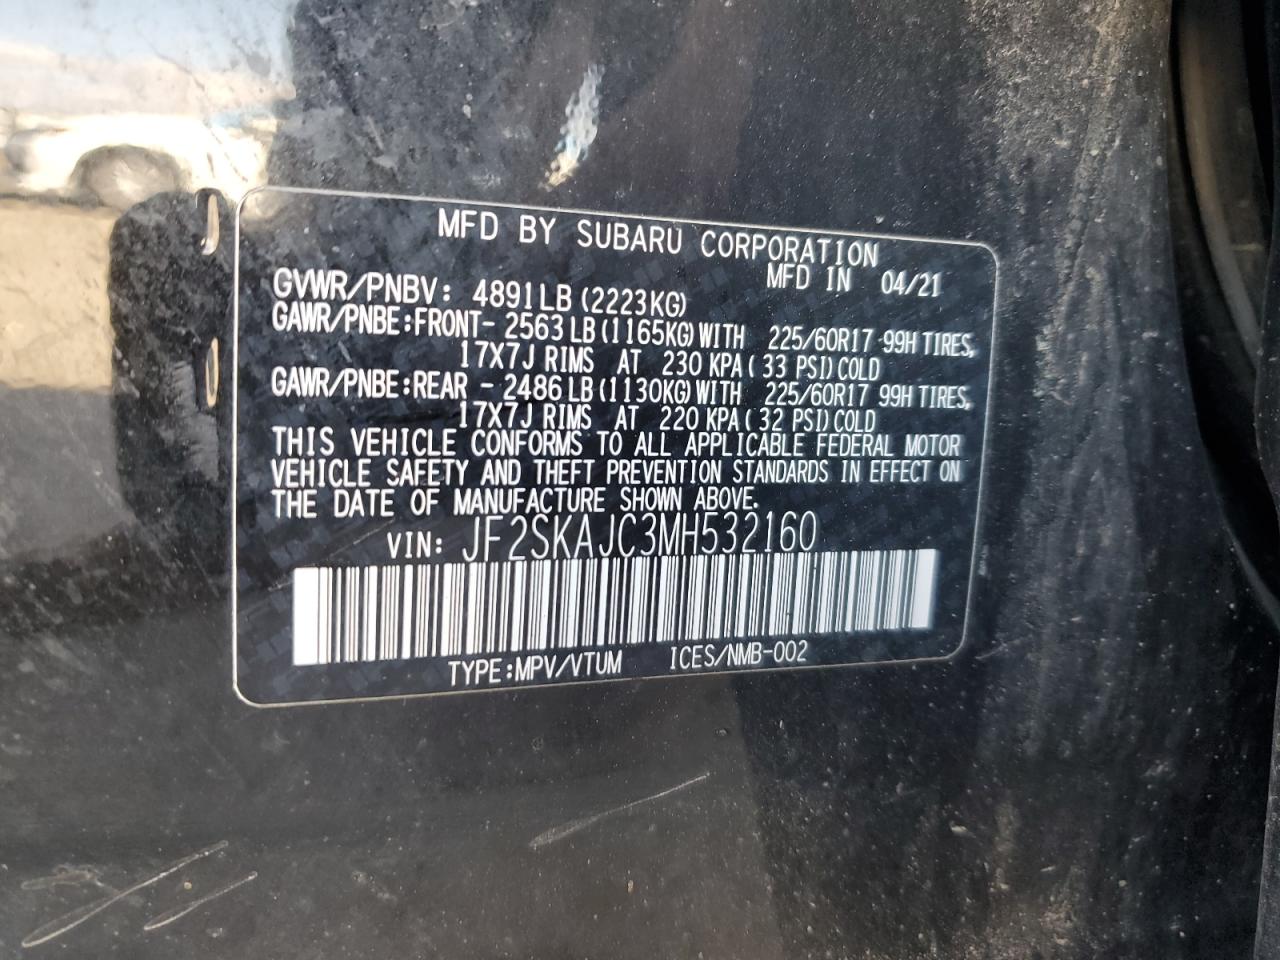 MFD BY SUBARU CORPORATION
MFD IN 04/21
GVWR/PNBV: 4891LB (2223KG)
GAWR/PNBE:FRONT- 2563 LB (1165KG) WITH 225/60R17 99H TIRES,
17X7J RIMS AT 230 KPA ( 33 PSI) COLD
GAWR/PNBE:REAR - 2486 LB (1130KG) WITH 225/60R17 99H TIRES,
17X7J RIMS AT 220 KPA ( 32 PSI) COLD
THIS VEHICLE CONFORMS TO ALL APPLICABLE FEDERAL MOTOR
VEHICLE SAFETY AND THEFT PREVENTION STANDARDS IN EFFECT ON
THE DATE OF MANUFACTURE SHOWN ABOVE.
VIN: JF2SKAJC3MH532160
TYPE:MPV/VTUM ICES/NMB-002